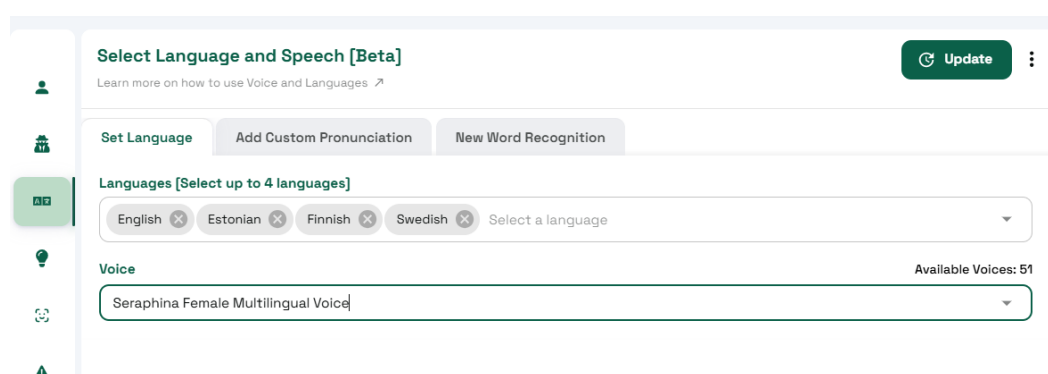 Select Language and Speech [Beta]
Update
Learn more on how to use Voice and Languages ↗
Set Language
Add Custom Pronunciation
New Word Recognition
Languages [Select up to 4 languages]
English Estonian Finnish Swedish Select a language
Voice
Available Voices: 51
Seraphina Female Multilingual Voice